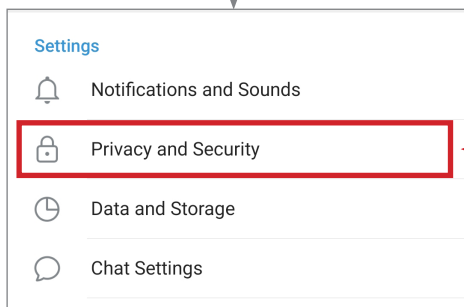 Settings
Notifications and Sounds
Privacy and Security
Data and Storage
Chat Settings